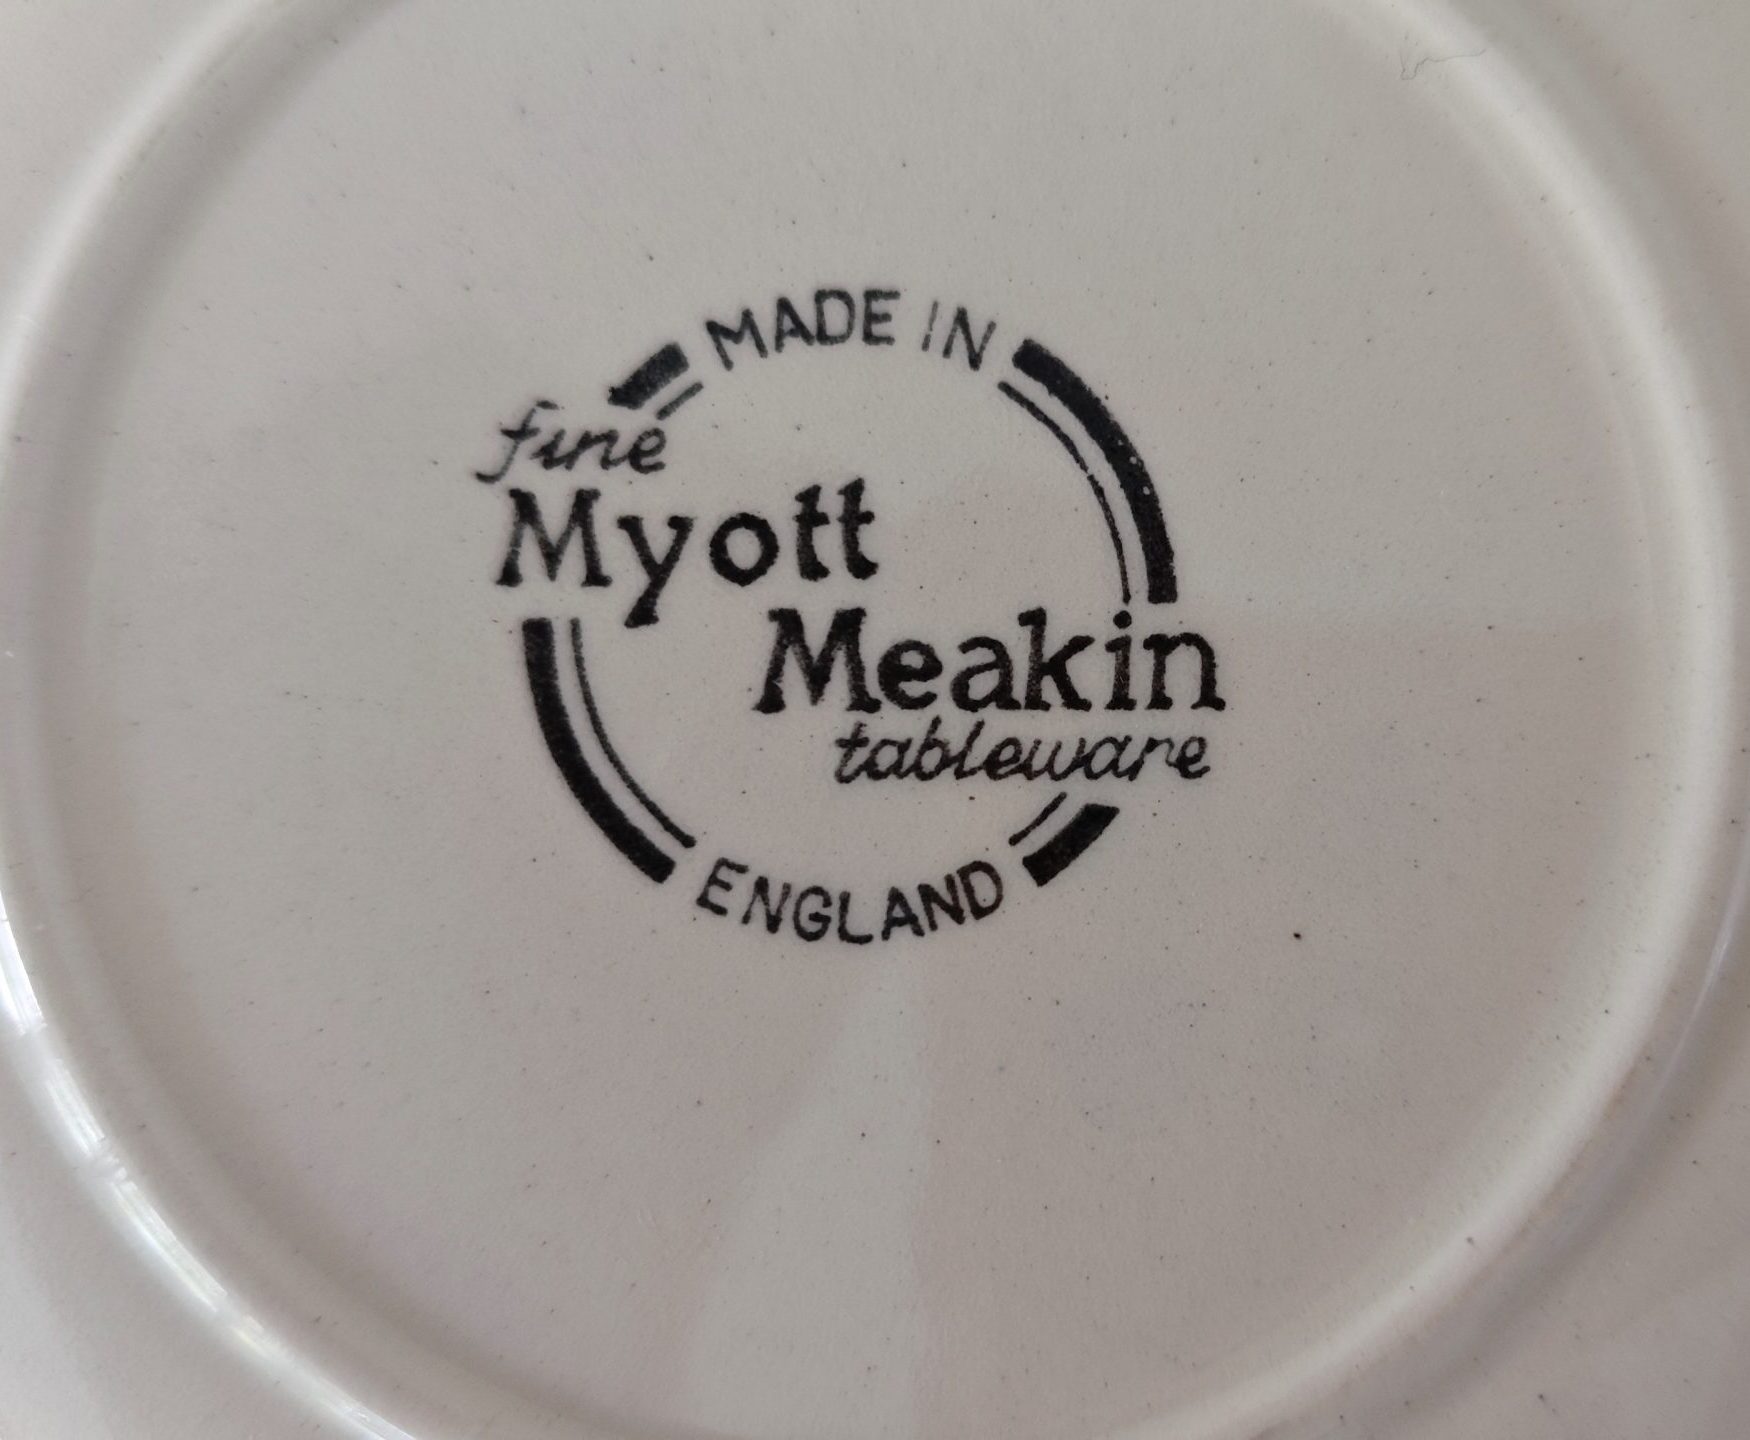 MADE IN
fine
Myott
Meakin
tableware
ENGLAND